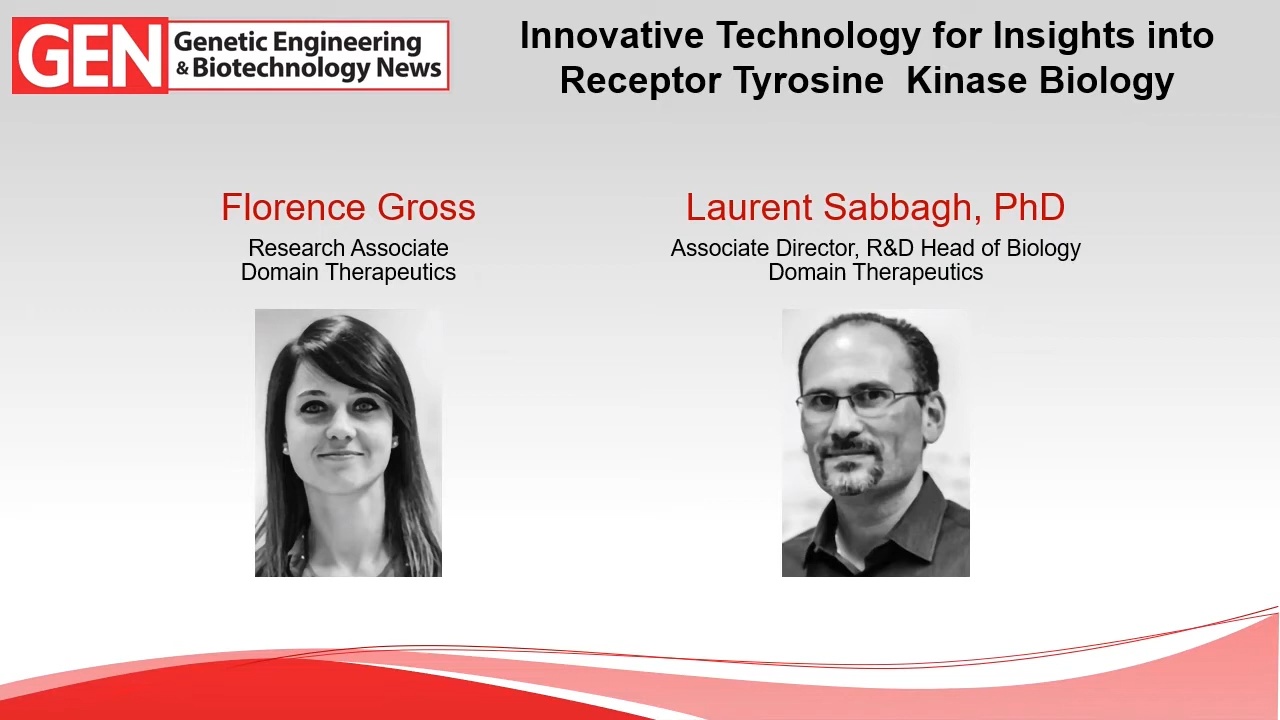 GEN
Genetic Engineering
& Biotechnology News
Innovative Technology for Insights into
Receptor Tyrosine  Kinase Biology
Florence Gross
Research Associate
Domain Therapeutics
Laurent Sabbagh, PhD
Associate Director, R&D Head of Biology
Domain Therapeutics